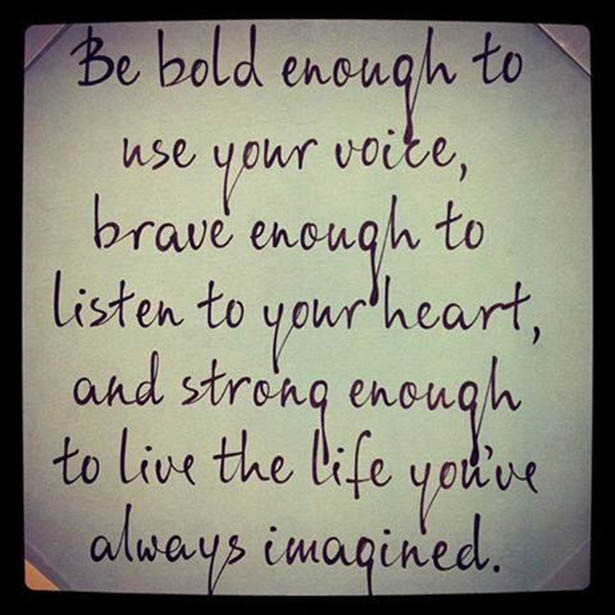 Be bold enough to
use your voice,
brave enough to
listen to your heart,
and strong enough
to live the life you've
always imagined.